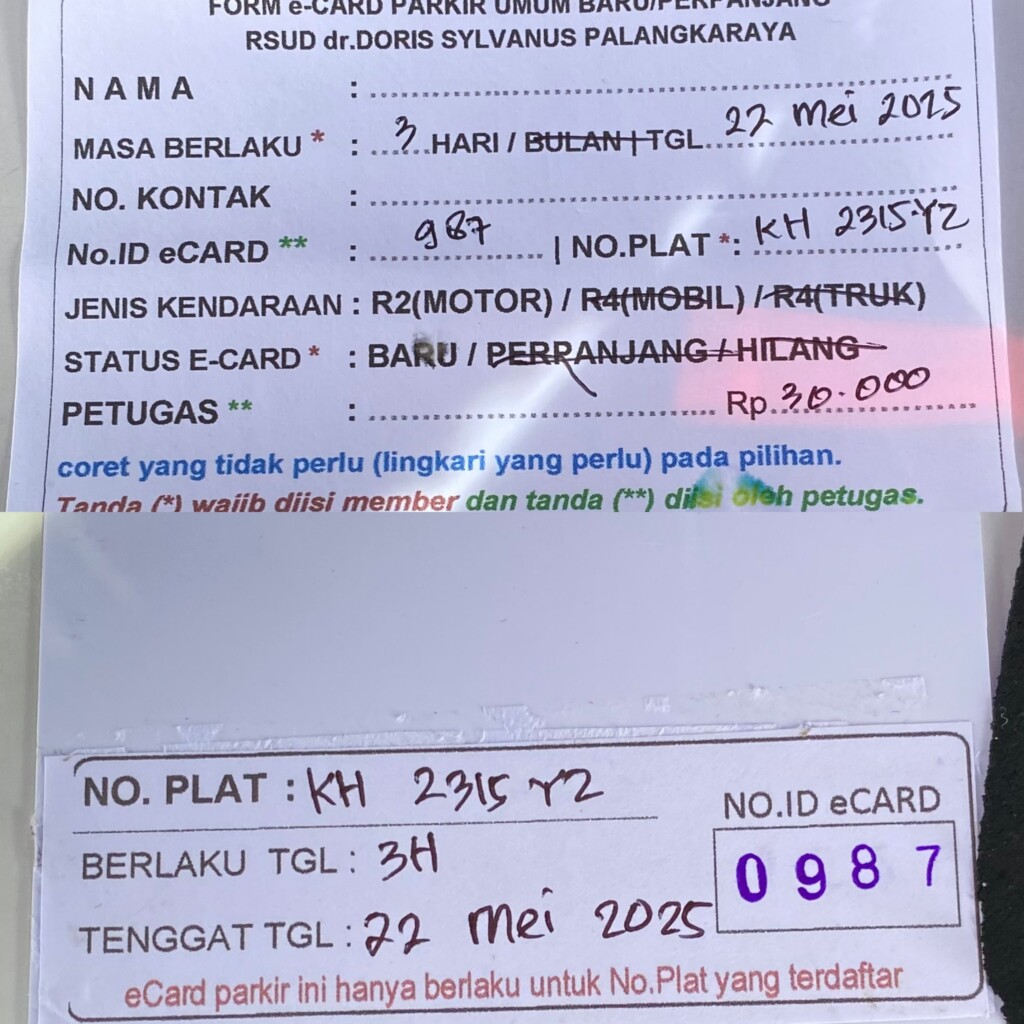 FORM e-CARD PARKIR UMUM BARU/PERPANJANG
RSUD dr.DORIS SYLVANUS PALANGKARAYA
N A M A :
MASA BERLAKU * : 3 HARI / BULAN | TGL. 22 Mei 2025
NO. KONTAK :
No.ID eCARD ** : 987 | NO.PLAT *: KH 2315 YZ
JENIS KENDARAAN : R2(MOTOR) / R4(MOBIL) / R4(TRUK)
STATUS E-CARD * : BARU / PERPANJANG / HILANG
PETUGAS ** : Rp. 30.000
coret yang tidak perlu (lingkari yang perlu) pada pilihan.
Tanda (*) wajib diisi member dan tanda (**) diisi oleh petugas.
NO. PLAT : KH 2315 YZ
NO.ID eCARD
BERLAKU TGL : 3H
0987
TENGGAT TGL : 22 Mei 2025
eCard parkir ini hanya berlaku untuk No.Plat yang terdaftar